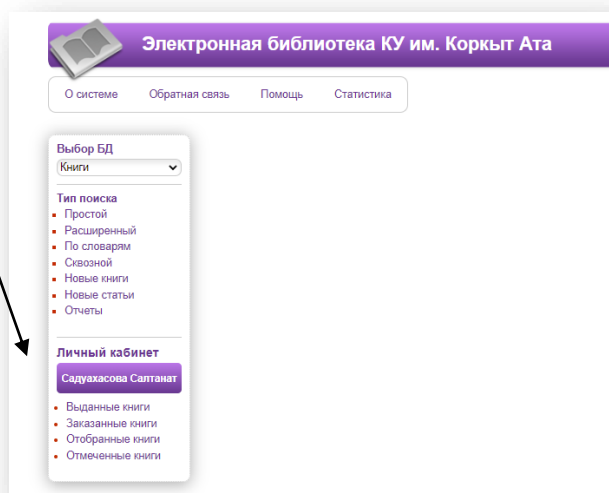 Электронная библиотека КУ им. Коркыт Ата
О системе Обратная связь Помощь Статистика
Выбор БД
Книги
Тип поиска
Простой
Расширенный
По словарям
Сквозной
Новые книги
Новые статьи
Отчеты
Личный кабинет
Садуахасова Салтанат
Выданные книги
Заказанные книги
Отобранные книги
Отмеченные книги